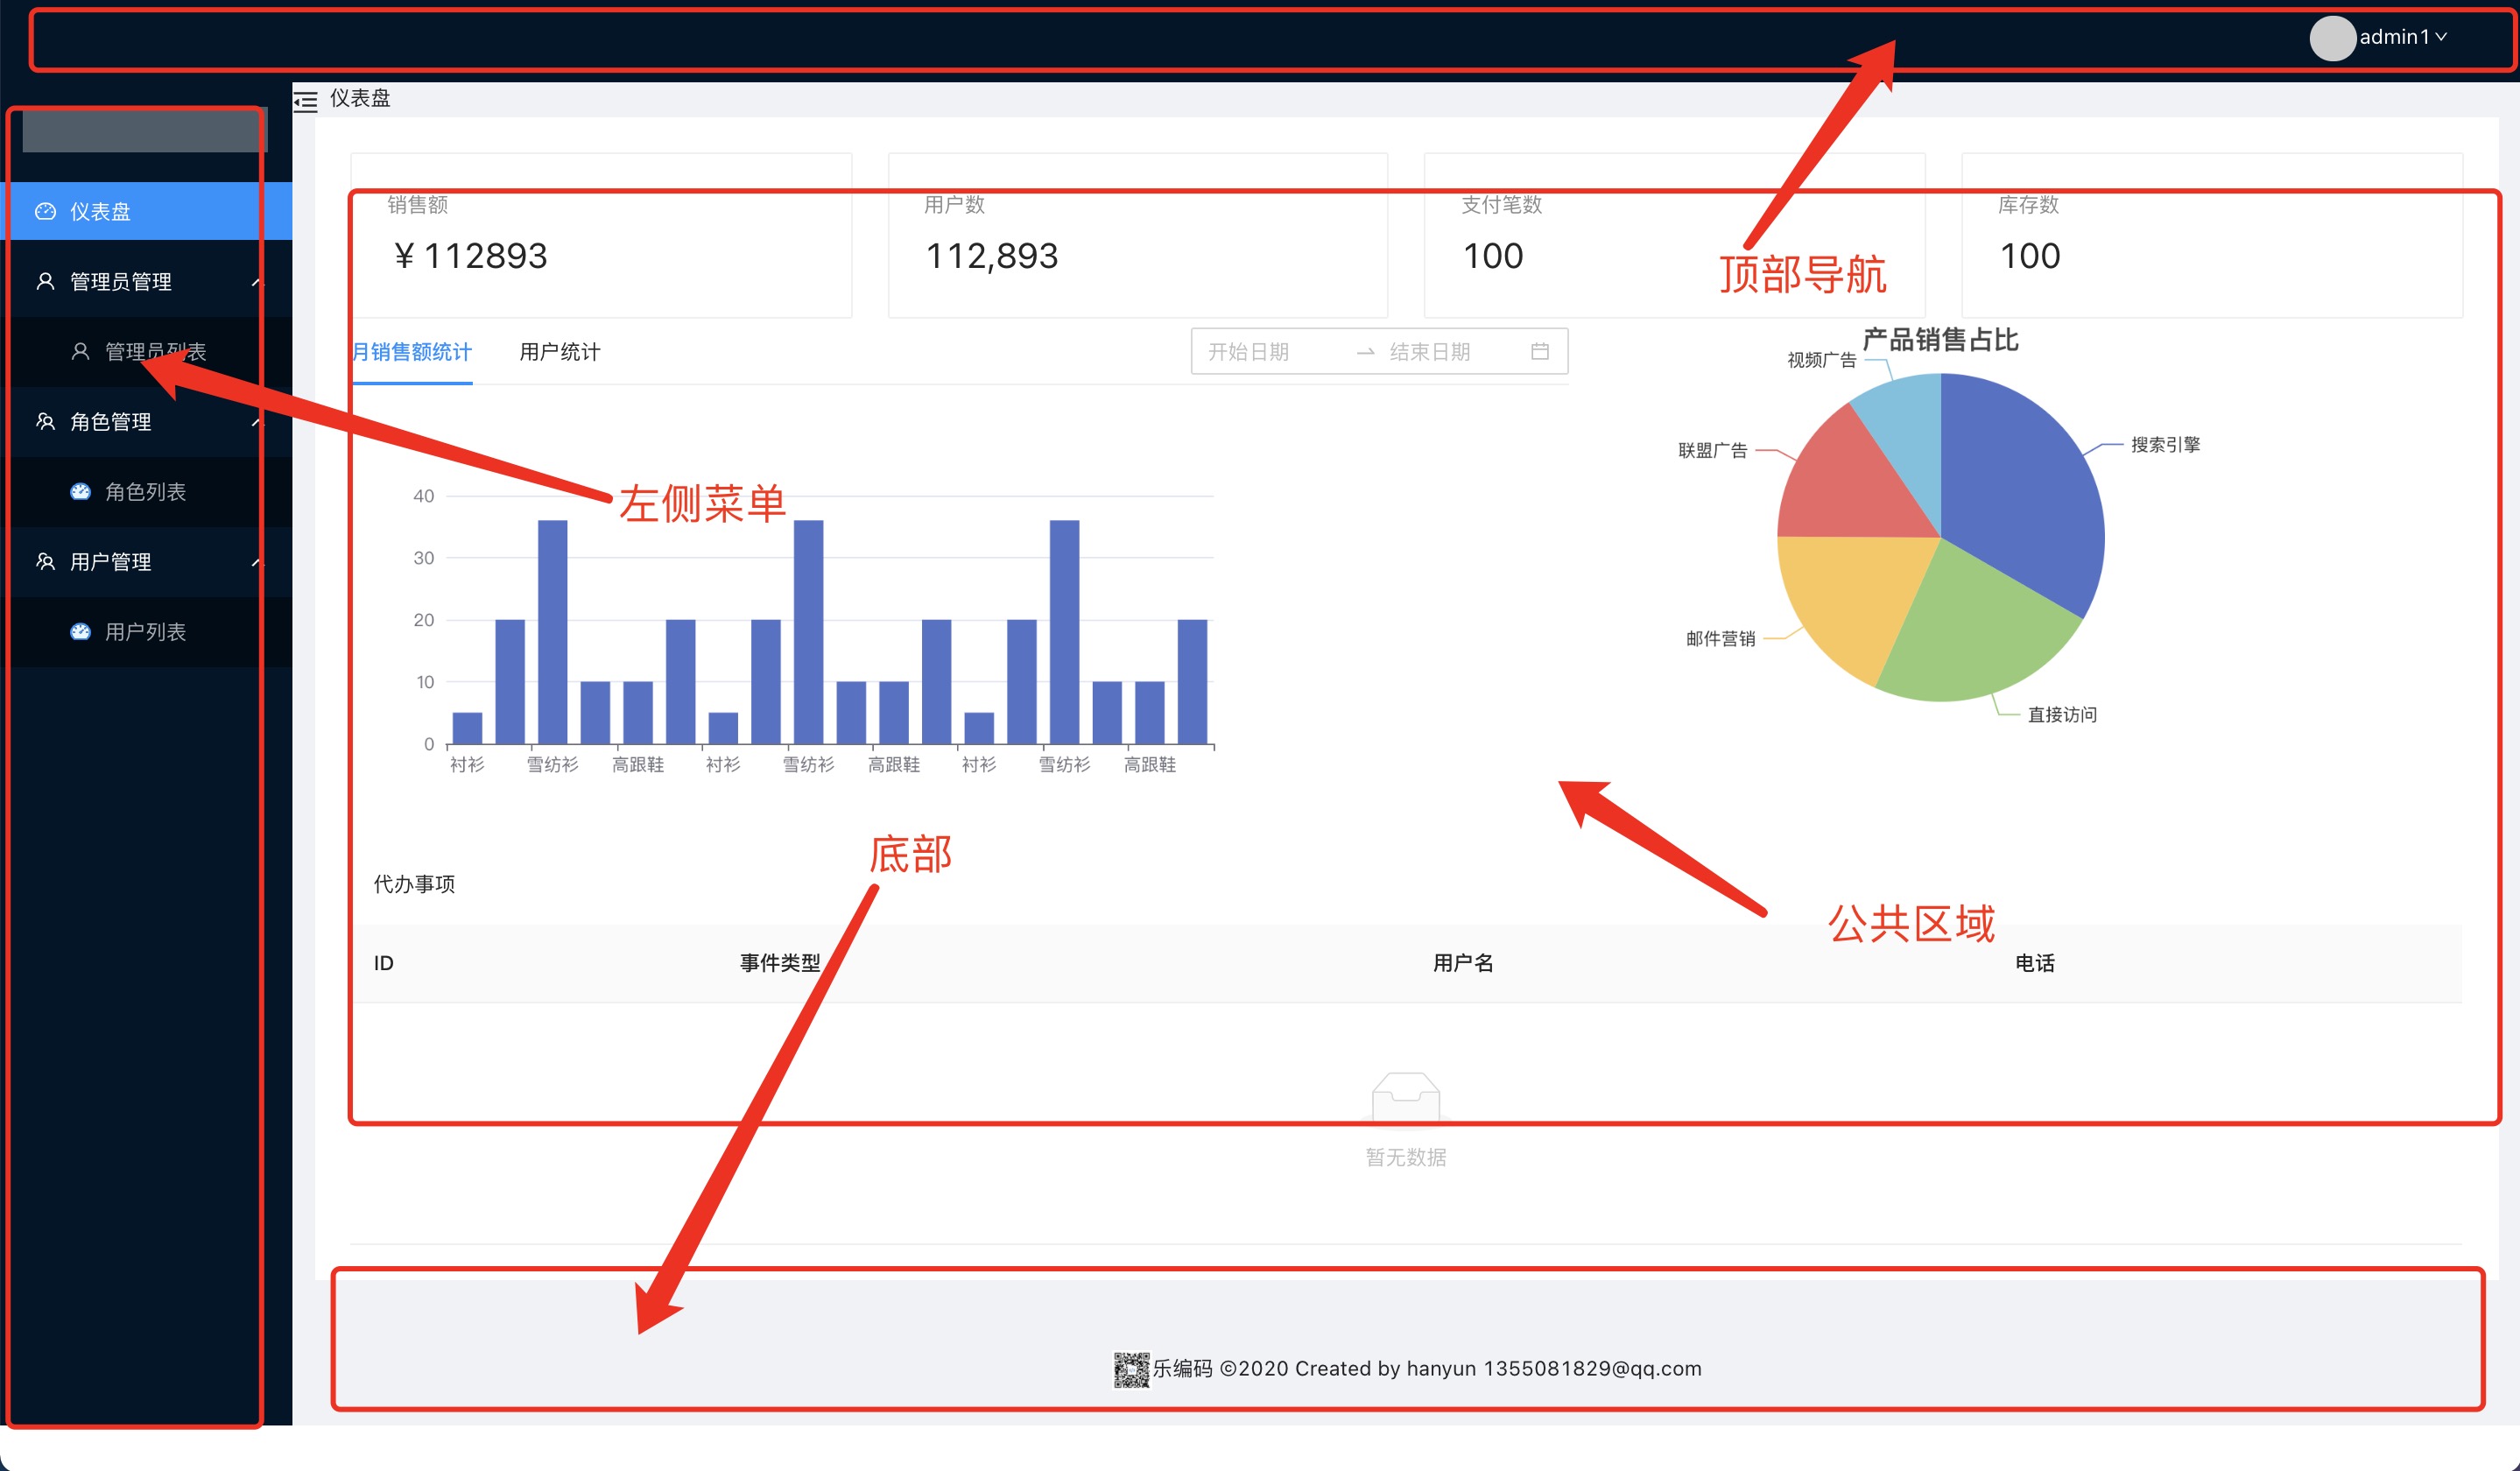 admin1
仪表盘
仪表盘
管理员管理
管理员列表
角色管理
角色列表
用户管理
用户列表
销售额
¥ 112893
用户数
112,893
支付笔数
100
库存数
100
顶部导航
月销售额统计
用户统计
开始日期
结束日期
产品销售占比
视频广告
联盟广告
搜索引擎
邮件营销
直接访问
左侧菜单
40
30
20
10
0
衬衫 雪纺衫 高跟鞋 衬衫 雪纺衫 高跟鞋 衬衫 雪纺衫 高跟鞋
底部
公共区域
代办事项
ID 事件类型 用户名 电话
暂无数据
乐编码 ©2020 Created by hanyun 1355081829@qq.com